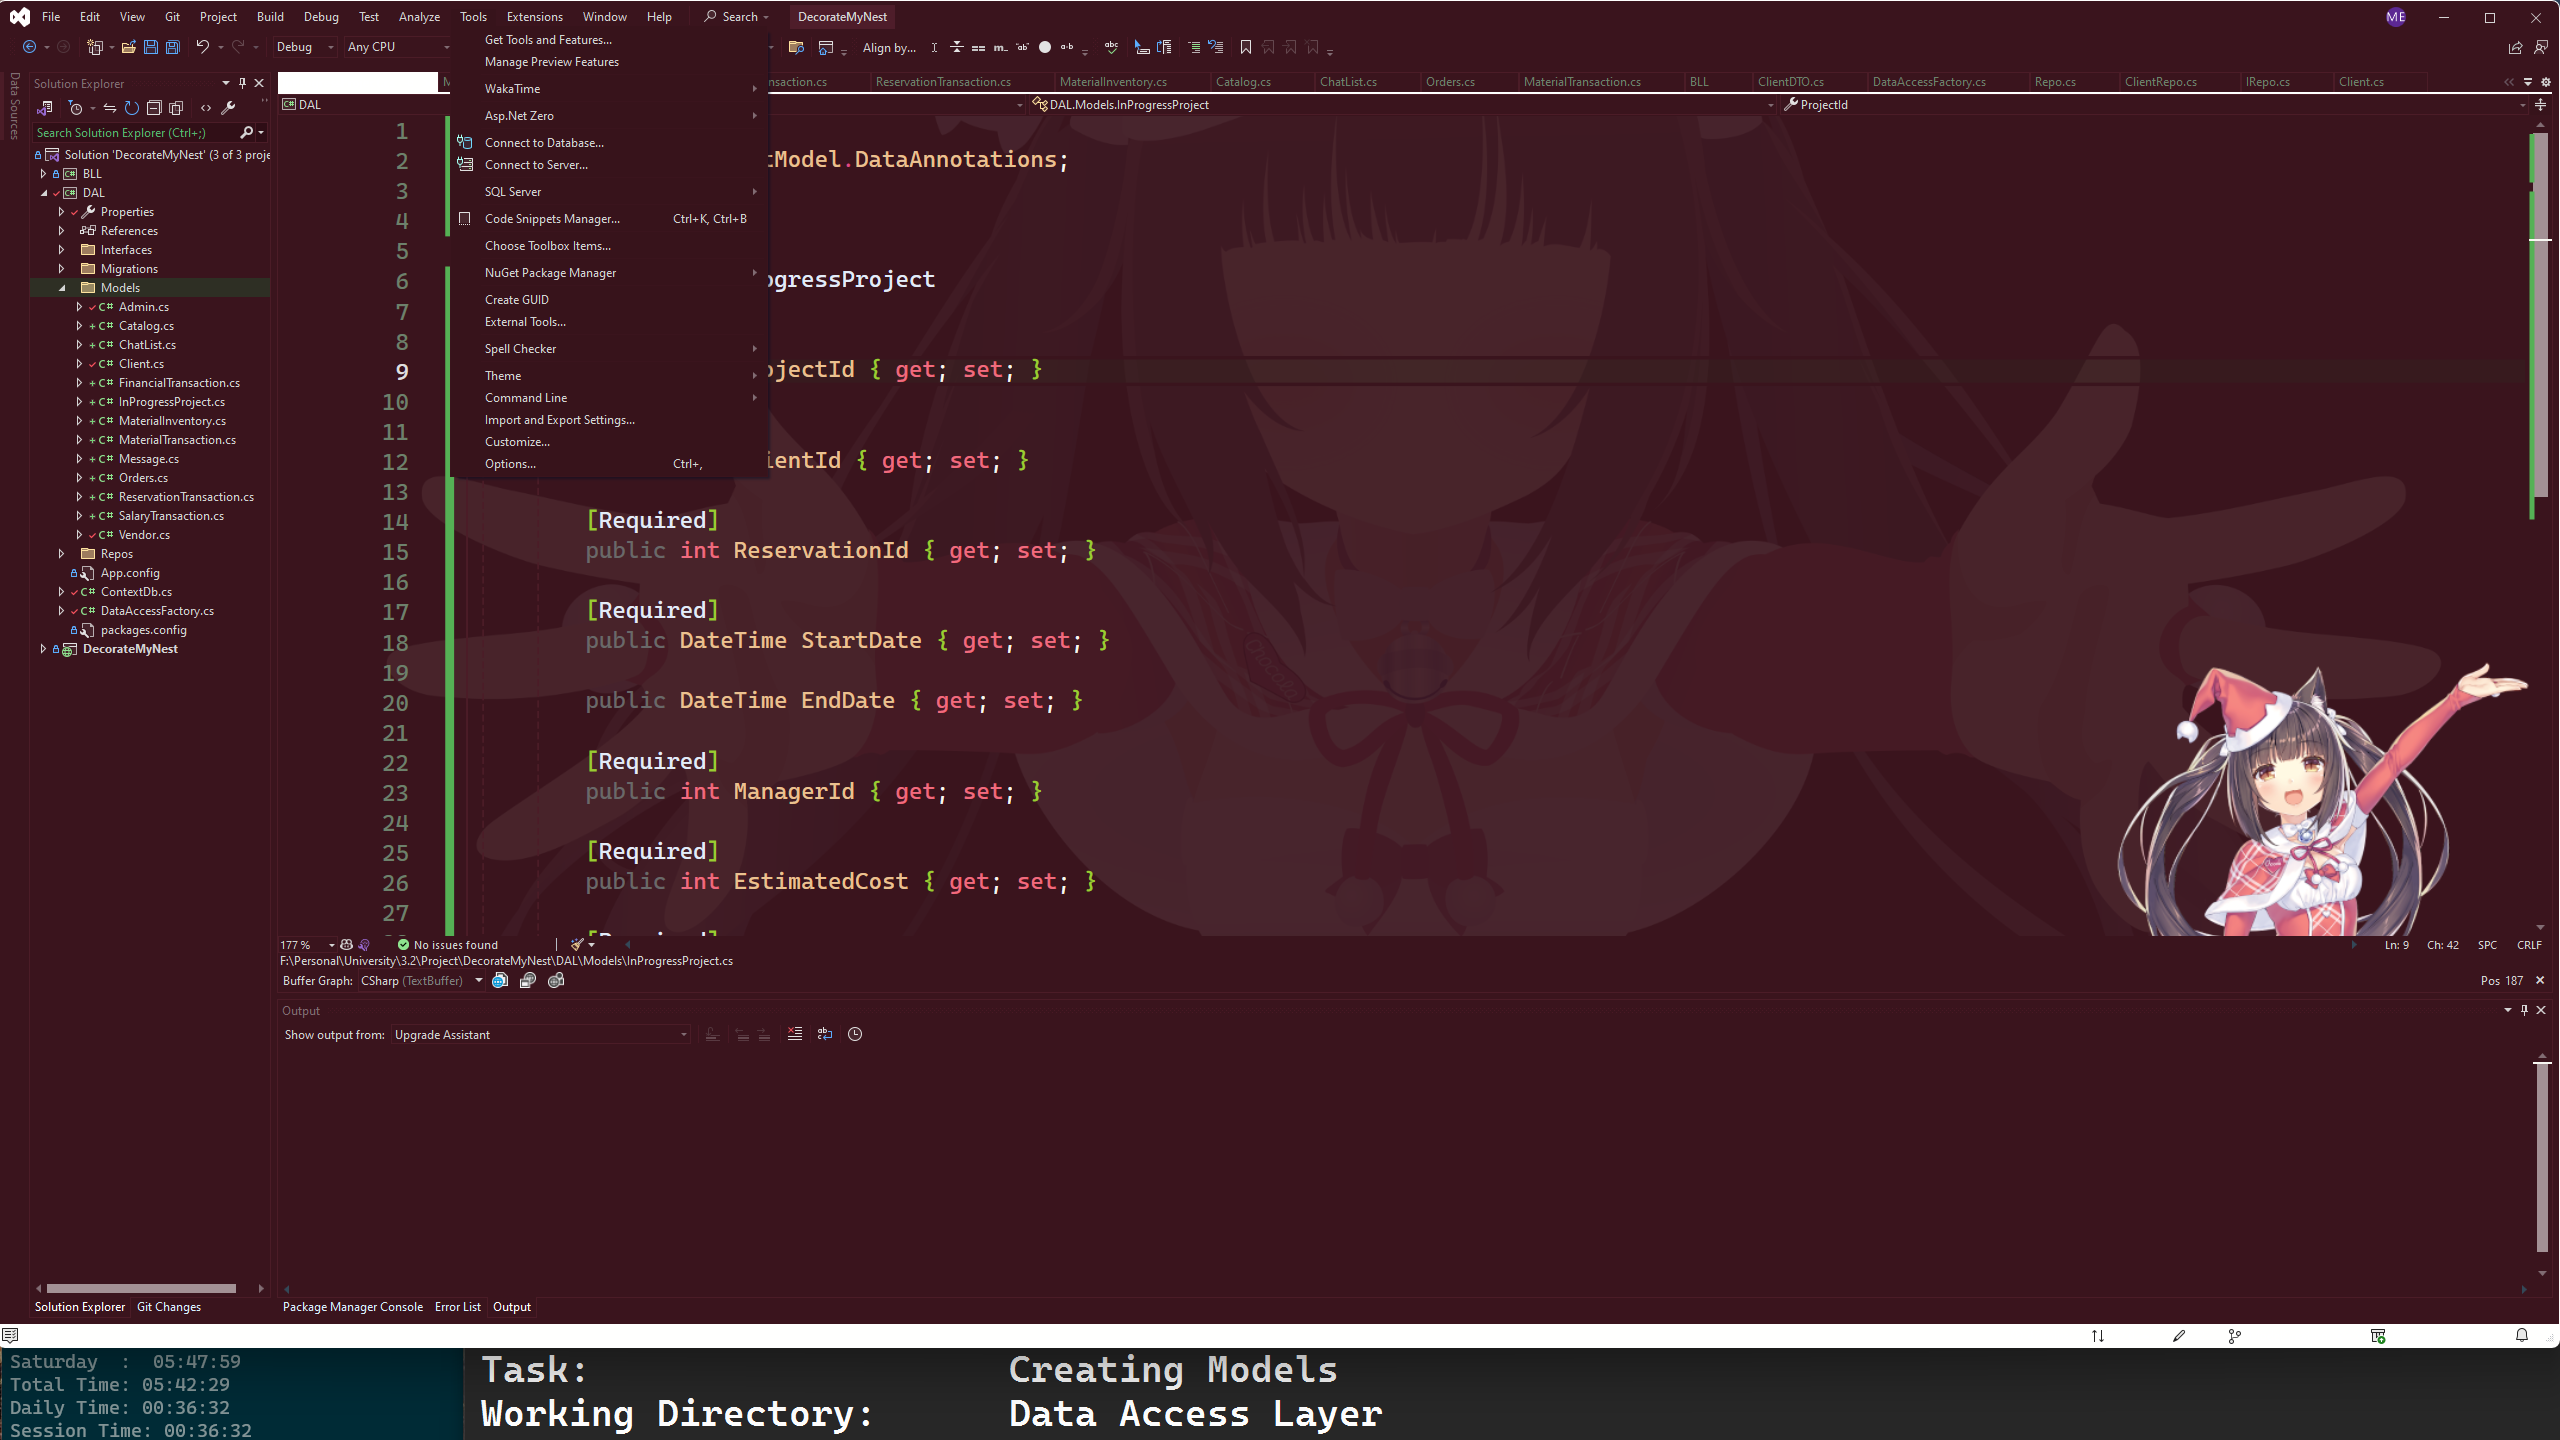 File Edit View Git Project Build Debug Test Analyze Tools Extensions Window Help Search DecorateMyNest ME
Debug Any CPU Align by...
Data Sources
Solution Explorer
Search Solution Explorer (Ctrl+;)
Solution 'DecorateMyNest' (3 of 3 proje
BLL
DAL
Properties
References
Interfaces
Migrations
Models
C# Admin.cs
C# Catalog.cs
C# ChatList.cs
C# Client.cs
C# FinancialTransaction.cs
C# InProgressProject.cs
C# MaterialInventory.cs
C# MaterialTransaction.cs
C# Message.cs
C# Orders.cs
C# ReservationTransaction.cs
C# SalaryTransaction.cs
C# Vendor.cs
Repos
App.config
C# ContextDb.cs
C# DataAccessFactory.cs
packages.config
DecorateMyNest
Solution Explorer Git Changes
Get Tools and Features...
Manage Preview Features
WakaTime
Asp.Net Zero
Connect to Database...
Connect to Server...
SQL Server
Code Snippets Manager... Ctrl+K, Ctrl+B
Choose Toolbox Items...
NuGet Package Manager
Create GUID
External Tools...
Spell Checker
Theme
Command Line
Import and Export Settings...
Customize...
Options... Ctrl+,
nsaction.cs ReservationTransaction.cs MaterialInventory.cs Catalog.cs ChatList.cs Orders.cs MaterialTransaction.cs BLL ClientDTO.cs DataAccessFactory.cs Repo.cs ClientRepo.cs IRepo.cs Client.cs
DAL DAL.Models.InProgressProject ProjectId
1
2 tModel.DataAnnotations;
3
4
5
6 ogressProject
7
8
9 ojectId { get; set; }
10
11
12 ientId { get; set; }
13
14 [Required]
15 public int ReservationId { get; set; }
16
17 [Required]
18 public DateTime StartDate { get; set; }
19
20 public DateTime EndDate { get; set; }
21
22 [Required]
23 public int ManagerId { get; set; }
24
25 [Required]
26 public int EstimatedCost { get; set; }
27
Chocola
177 % No issues found Ln: 9 Ch: 42 SPC CRLF
F:\Personal\University\3.2\Project\DecorateMyNest\DAL\Models\InProgressProject.cs
Buffer Graph: CSharp (TextBuffer) Pos 187
Output
Show output from: Upgrade Assistant
Package Manager Console Error List Output
Saturday : 05:47:59
Total Time: 05:42:29
Daily Time: 00:36:32
Session Time: 00:36:32
Task: Creating Models
Working Directory: Data Access Layer